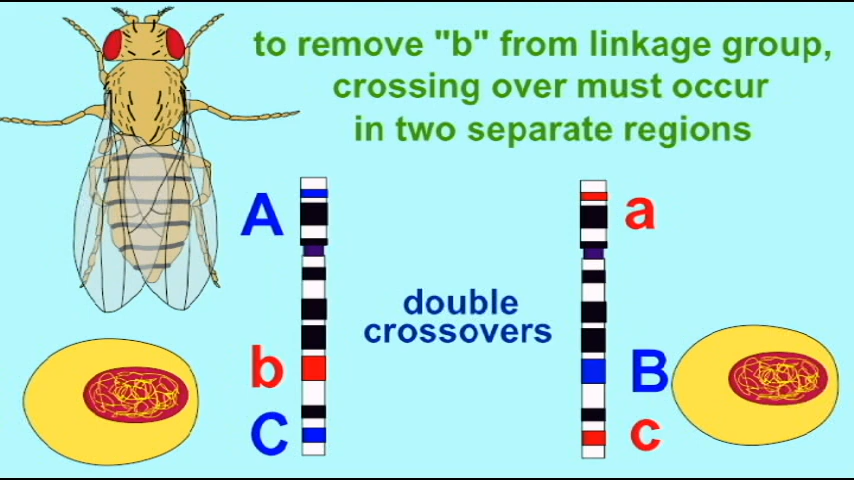 to remove "b" from linkage group,
crossing over must occur
in two separate regions
A
a
double
crossovers
b
B
C
c